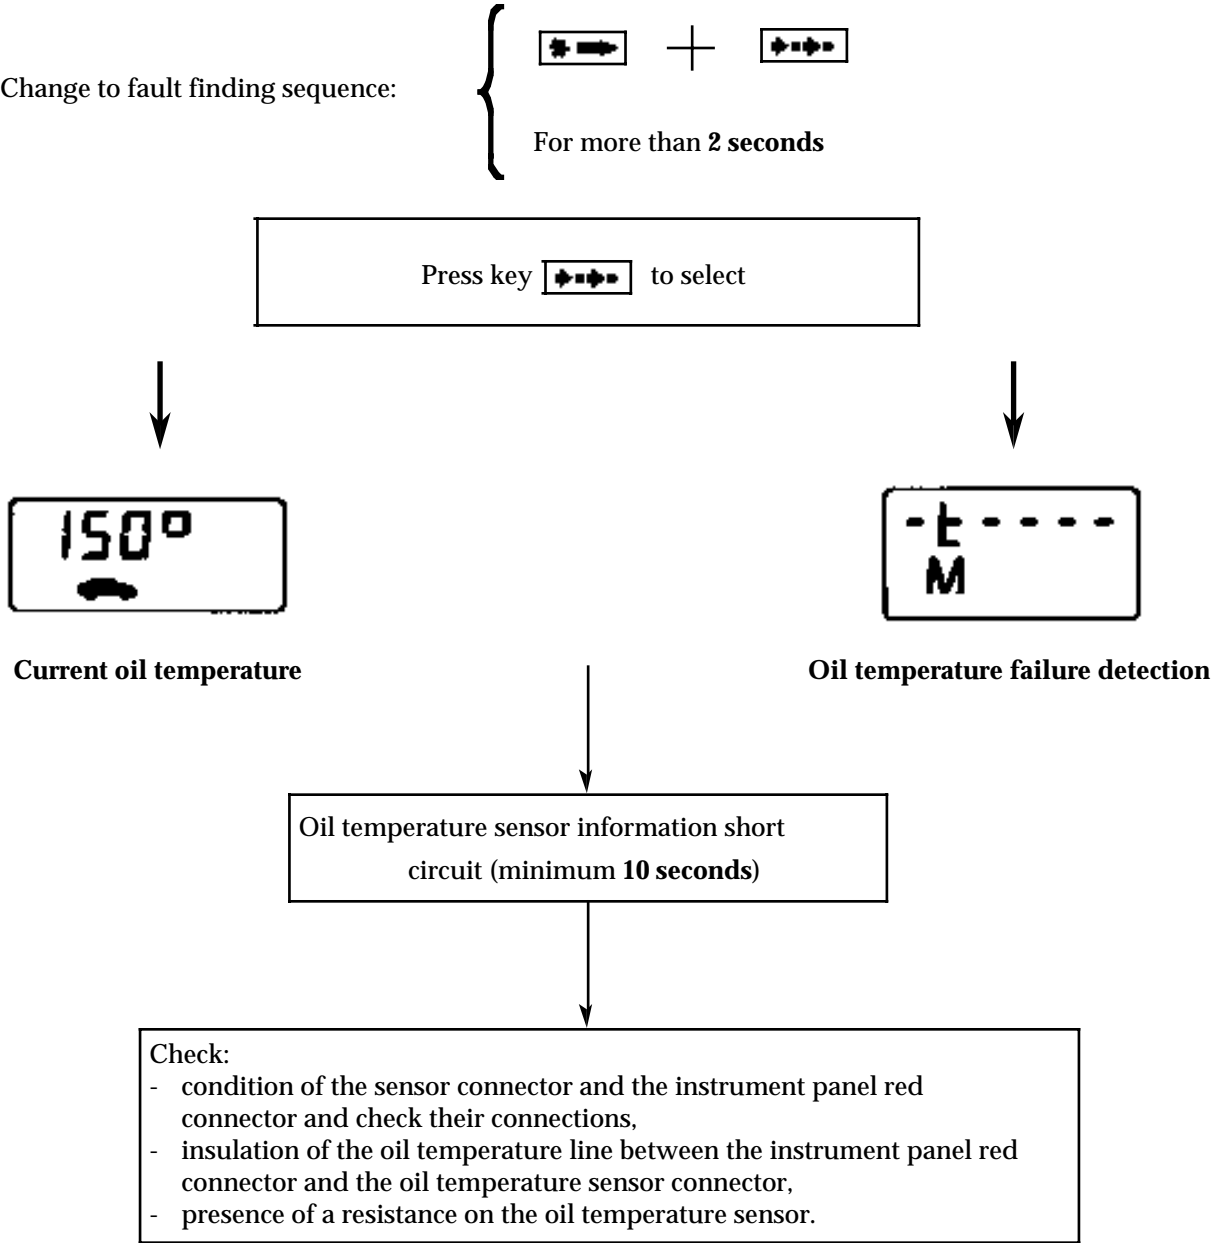 Change to fault finding sequence:
+
For more than 2 seconds
Press key to select
150°
- t - - - -
M
Current oil temperature
Oil temperature failure detection
Oil temperature sensor information short
circuit (minimum 10 seconds)
Check:
- condition of the sensor connector and the instrument panel red
connector and check their connections,
- insulation of the oil temperature line between the instrument panel red
connector and the oil temperature sensor connector,
- presence of a resistance on the oil temperature sensor.